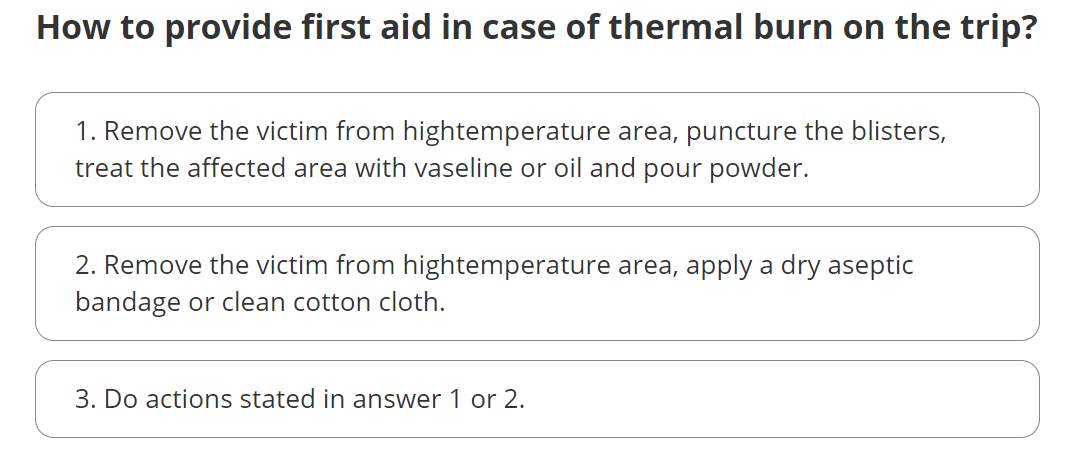 How to provide first aid in case of thermal burn on the trip?
1. Remove the victim from hightemperature area, puncture the blisters,
treat the affected area with vaseline or oil and pour powder.
2. Remove the victim from hightemperature area, apply a dry aseptic
bandage or clean cotton cloth.
3. Do actions stated in answer 1 or 2.